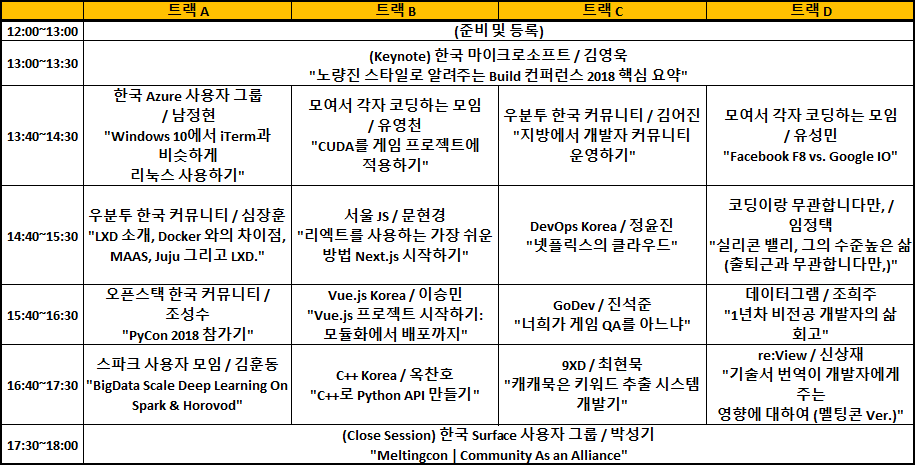 트랙 A
트랙 B
트랙 C
트랙 D
12:00~13:00
(준비 및 등록)
13:00~13:30
(Keynote) 한국 마이크로소프트 / 김영욱
"노량진 스타일로 알려주는 Build 컨퍼런스 2018 핵심 요약"
13:40~14:30
한국 Azure 사용자 그룹
/ 남정현
"Windows 10에서 iTerm과
비슷하게
리눅스 사용하기"
모여서 각자 코딩하는 모임
/ 유영천
"CUDA를 게임 프로젝트에
적용하기"
우분투 한국 커뮤니티 / 김어진
"지방에서 개발자 커뮤니티
운영하기"
모여서 각자 코딩하는 모임
/ 유성민
"Facebook F8 vs. Google IO"
14:40~15:30
우분투 한국 커뮤니티 / 심장훈
"LXD 소개, Docker 와의 차이점,
MAAS, Juju 그리고 LXD."
서울 JS / 문현경
"리엑트를 사용하는 가장 쉬운
방법 Next.js 시작하기"
DevOps Korea / 정윤진
"넷플릭스의 클라우드"
코딩이랑 무관합니다만, /
임정택
"실리콘 밸리, 그의 수준높은 삶
(출퇴근과 무관합니다만,)"
15:40~16:30
오픈스택 한국 커뮤니티 /
조성수
"PyCon 2018 참가기"
Vue.js Korea / 이승민
"Vue.js 프로젝트 시작하기:
모듈화에서 배포까지"
GoDev / 진석준
"너희가 게임 QA를 아느냐"
데이터그램 / 조희주
"1년차 비전공 개발자의 삶
회고"
16:40~17:30
스파크 사용자 모임 / 김훈동
"BigData Scale Deep Learning On
Spark & Horovod"
C++ Korea / 옥찬호
"C++로 Python API 만들기"
9XD / 최현묵
"캐캐묵은 키워드 추출 시스템
개발기"
re:View / 신상재
"기술서 번역이 개발자에게
주는
영향에 대하여 (멜팅콘 Ver.)"
17:30~18:00
(Close Session) 한국 Surface 사용자 그룹 / 박성기
"Meltingcon | Community As an Alliance"